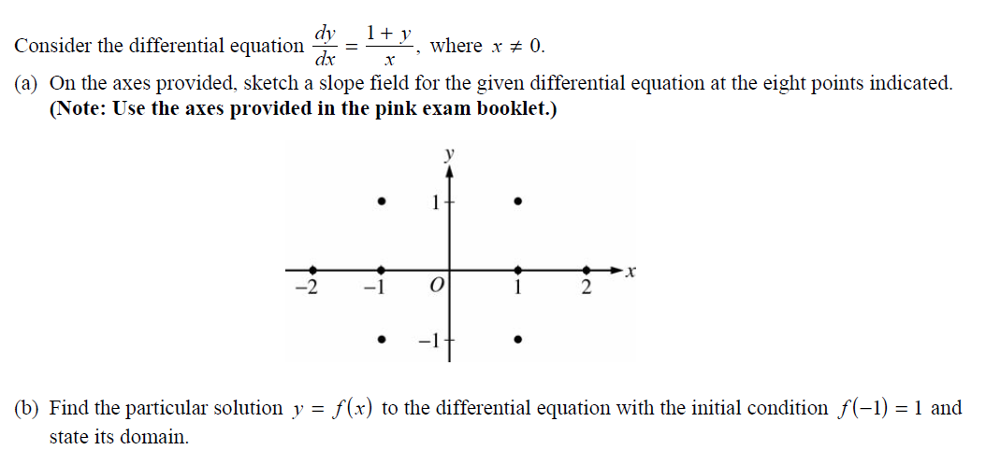 Consider the differential equation dy/dx = (1 + y)/x, where x ≠ 0.
(a) On the axes provided, sketch a slope field for the given differential equation at the eight points indicated.
(Note: Use the axes provided in the pink exam booklet.)
y
1
x
−2 −1 O 1 2
−1
(b) Find the particular solution y = f(x) to the differential equation with the initial condition f(−1) = 1 and
state its domain.